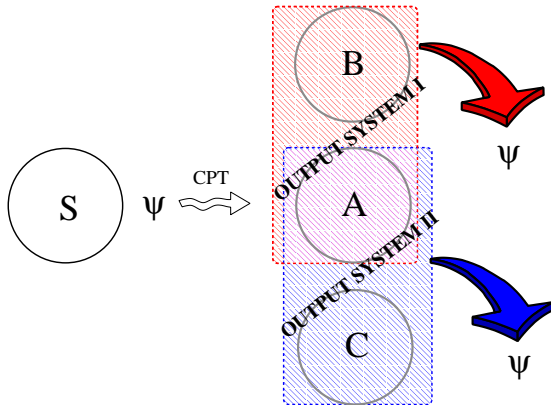 B
OUTPUT SYSTEM I
ψ
CPT
S
ψ
A
OUTPUT SYSTEM II
C
ψ